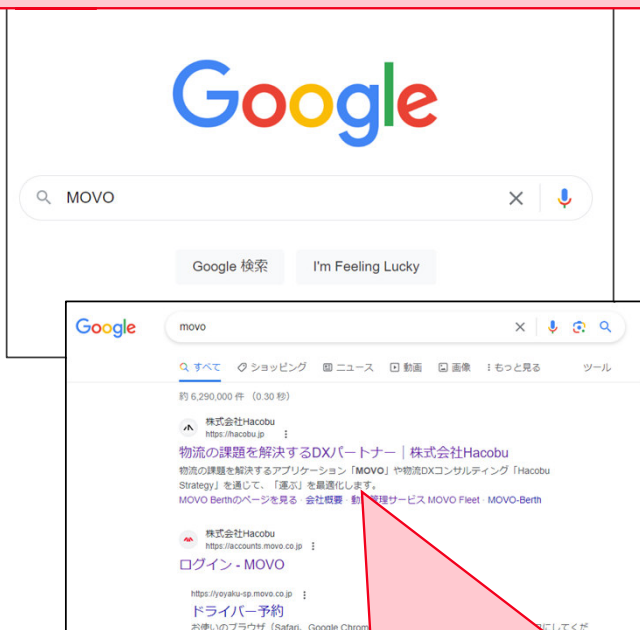 Google
MOVO
Google 検索
I'm Feeling Lucky
Google
movo
すべて ショッピング ニュース 動画 画像 もっと見る ツール
約 6,290,000 件 (0.30 秒)
株式会社Hacobu
https://hacobu.jp
物流の課題を解決するDXパートナー｜株式会社Hacobu
物流の課題を解決するアプリケーション「MOVO」や物流DXコンサルティング「Hacobu
Strategy」を通じて、「運ぶ」を最適化します。
MOVO Berthのページを見る · 会社概要 · 動 管理サービス MOVO Fleet · MOVO-Berth
株式会社Hacobu
https://accounts.movo.co.jp
ログイン - MOVO
https://yoyaku-sp.movo.co.jp
ドライバー予約
お使いのブラウザ（Safari、Google Chrom にしてくだ